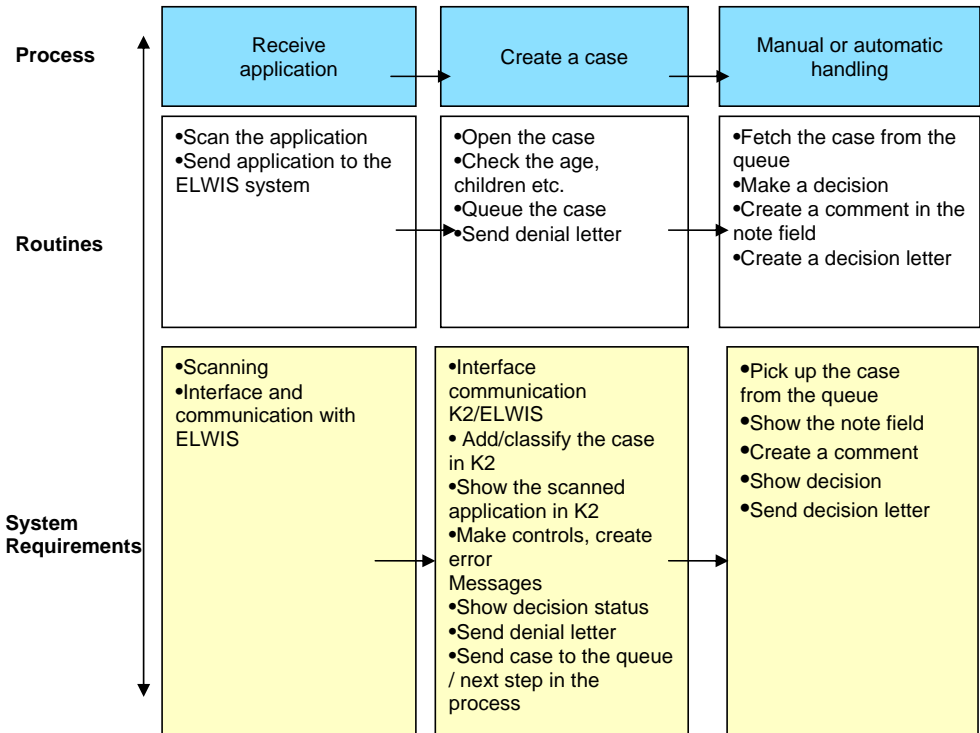 Process
Receive
application
Create a case
Manual or automatic
handling
Routines
•Scan the application
•Send application to the
ELWIS system
•Open the case
•Check the age,
children etc.
•Queue the case
•Send denial letter
•Fetch the case from the
queue
•Make a decision
•Create a comment in the
note field
•Create a decision letter
System
Requirements
•Scanning
•Interface and
communication with
ELWIS
•Interface
communication
K2/ELWIS
• Add/classify the case
in K2
•Show the scanned
application in K2
•Make controls, create
error
Messages
•Show decision status
•Send denial letter
•Send case to the queue
/ next step in the
process
•Pick up the case
from the queue
•Show the note field
•Create a comment
•Show decision
•Send decision letter